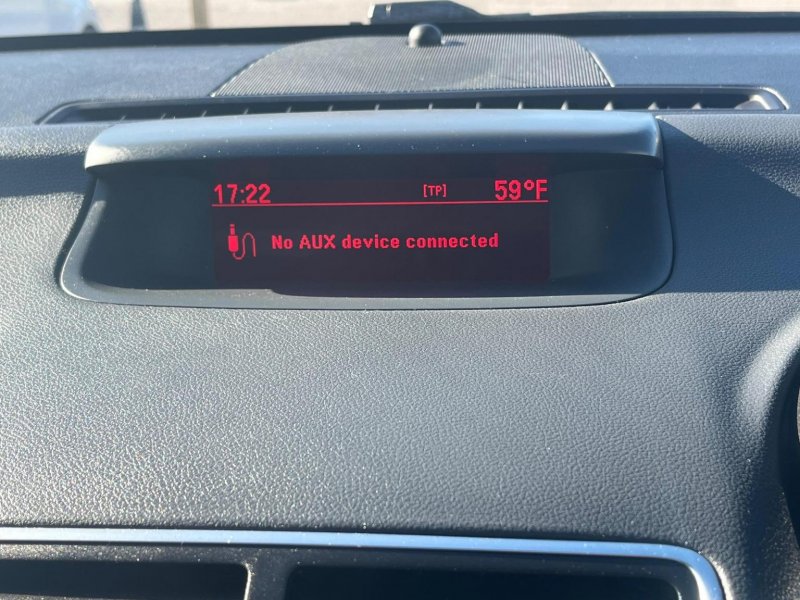 17:22 [TP] 59°F
No AUX device connected